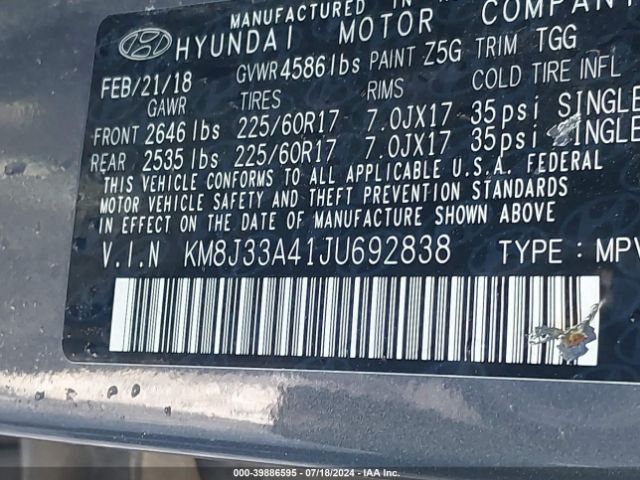 MANUFACTURED IN
HYUNDAI MOTOR COMPAN
FEB/21/18 GVWR 4586 lbs PAINT Z5G TRIM TGG
GAWR TIRES RIMS COLD TIRE INFL
FRONT 2646 lbs 225/60R17 7.0JX17 35psi SINGLE
REAR 2535 lbs 225/60R17 7.0JX17 35psi SINGLE
THIS VEHICLE CONFORMS TO ALL APPLICABLE U.S.A. FEDERAL
MOTOR VEHICLE SAFETY AND THEFT PREVENTION STANDARDS
IN EFFECT ON THE DATE OF MANUFACTURE SHOWN ABOVE
V.I.N KM8J33A41JU692838 TYPE : MPV
000-39886595 - 07/18/2024 - IAA Inc.